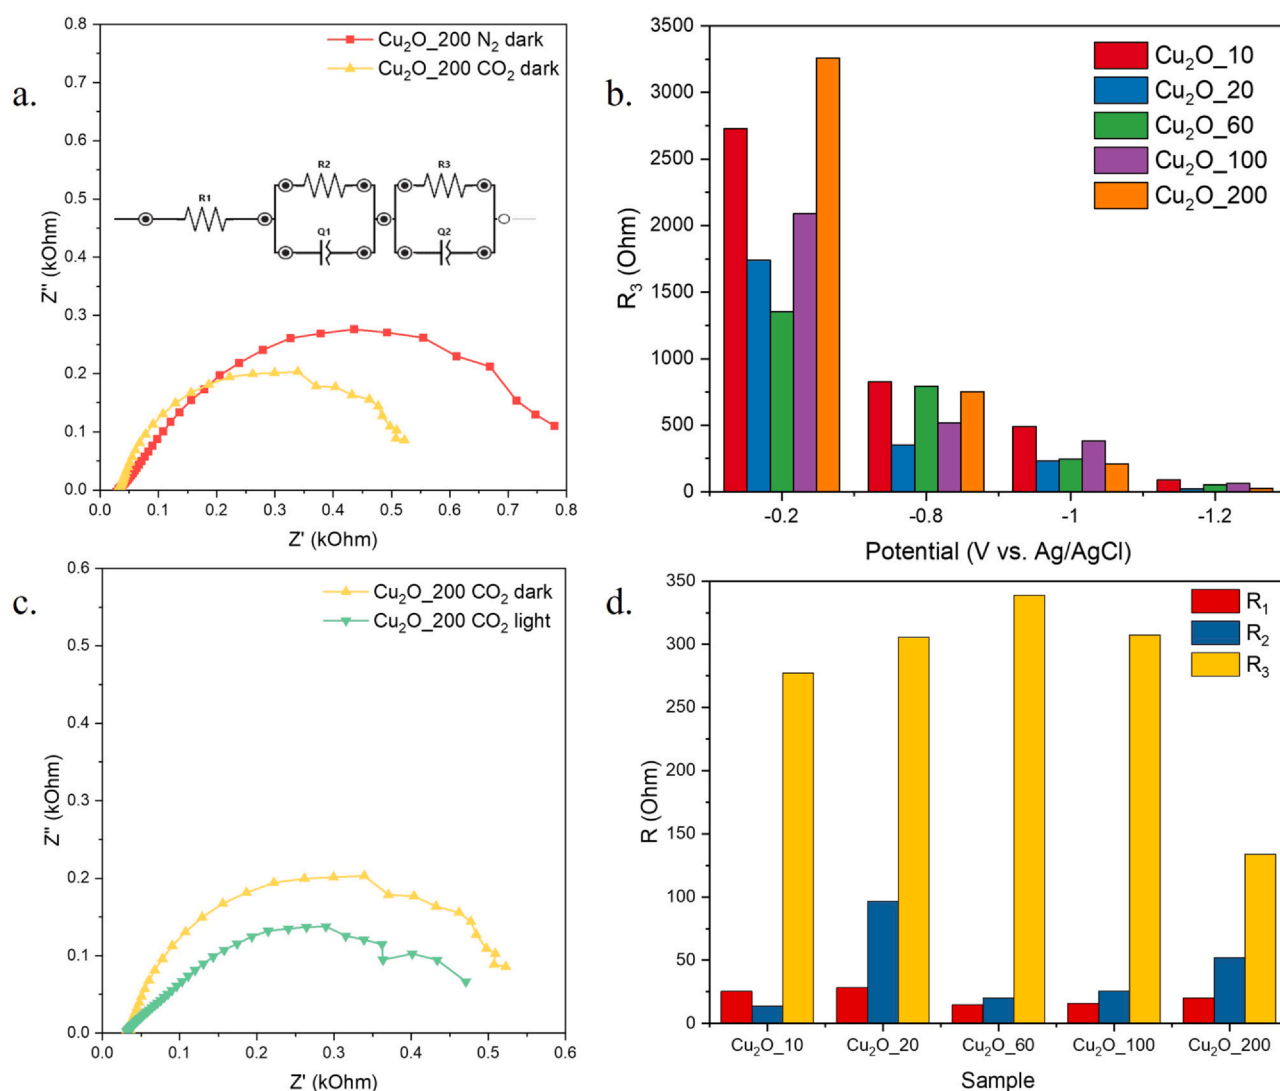 a.
Cu₂O_200 N₂ dark
Cu₂O_200 CO₂ dark
Z'' (kOhm)
0.8
0.7
0.6
0.5
0.4
0.3
0.2
0.1
0.0
R1
R2
Q1
R3
Q2
0.0 0.1 0.2 0.3 0.4 0.5 0.6 0.7 0.8
Z' (kOhm)
b.
Cu₂O_10
Cu₂O_20
Cu₂O_60
Cu₂O_100
Cu₂O_200
R₃ (Ohm)
3500
3000
2500
2000
1500
1000
500
0
-0.2 -0.8 -1 -1.2
Potential (V vs. Ag/AgCl)
c.
Cu₂O_200 CO₂ dark
Cu₂O_200 CO₂ light
Z'' (kOhm)
0.6
0.5
0.4
0.3
0.2
0.1
0.0
0.0 0.1 0.2 0.3 0.4 0.5 0.6
Z' (kOhm)
d.
R₁
R₂
R₃
R (Ohm)
350
300
250
200
150
100
50
0
Cu₂O_10 Cu₂O_20 Cu₂O_60 Cu₂O_100 Cu₂O_200
Sample